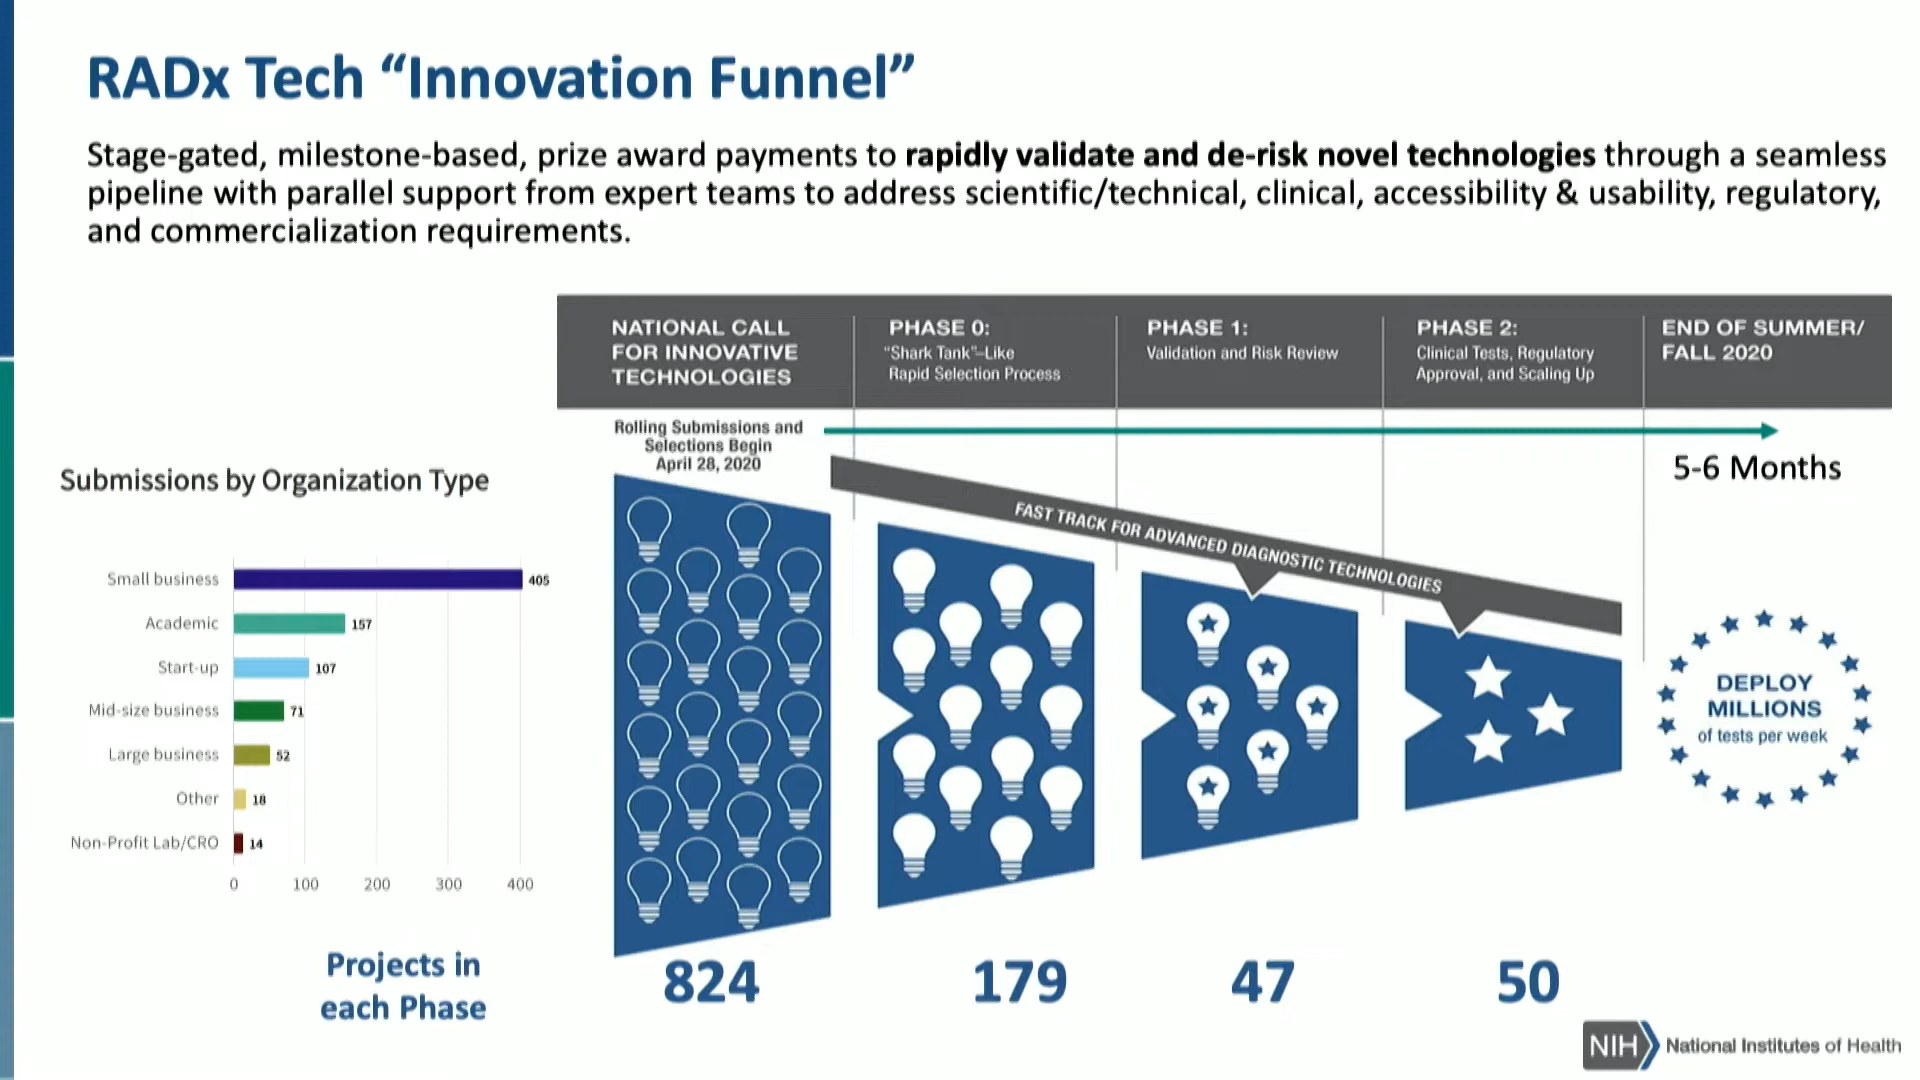 RADx Tech “Innovation Funnel”
Stage-gated, milestone-based, prize award payments to rapidly validate and de-risk novel technologies through a seamless
pipeline with parallel support from expert teams to address scientific/technical, clinical, accessibility & usability, regulatory,
and commercialization requirements.
NATIONAL CALL
FOR INNOVATIVE
TECHNOLOGIES
PHASE 0:
“Shark Tank”–Like
Rapid Selection Process
PHASE 1:
Validation and Risk Review
PHASE 2:
Clinical Tests, Regulatory
Approval, and Scaling Up
END OF SUMMER/
FALL 2020
Rolling Submissions and
Selections Begin
April 28, 2020
5-6 Months
FAST TRACK FOR ADVANCED DIAGNOSTIC TECHNOLOGIES
Submissions by Organization Type
Small business 405
Academic 157
Start-up 107
Mid-size business 71
Large business 52
Other 18
Non-Profit Lab/CRO 14
0 100 200 300 400
DEPLOY
MILLIONS
of tests per week
Projects in
each Phase
824 179 47 50
NIH National Institutes of Health